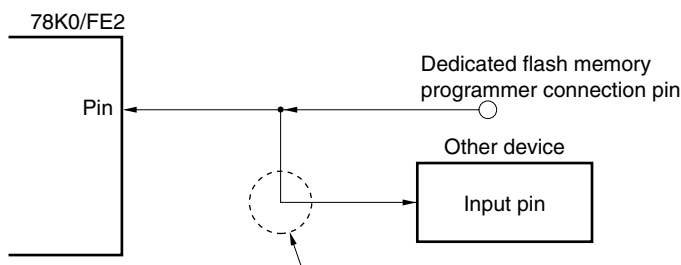 78K0/FE2
Dedicated flash memory
programmer connection pin
Pin
Other device
Input pin